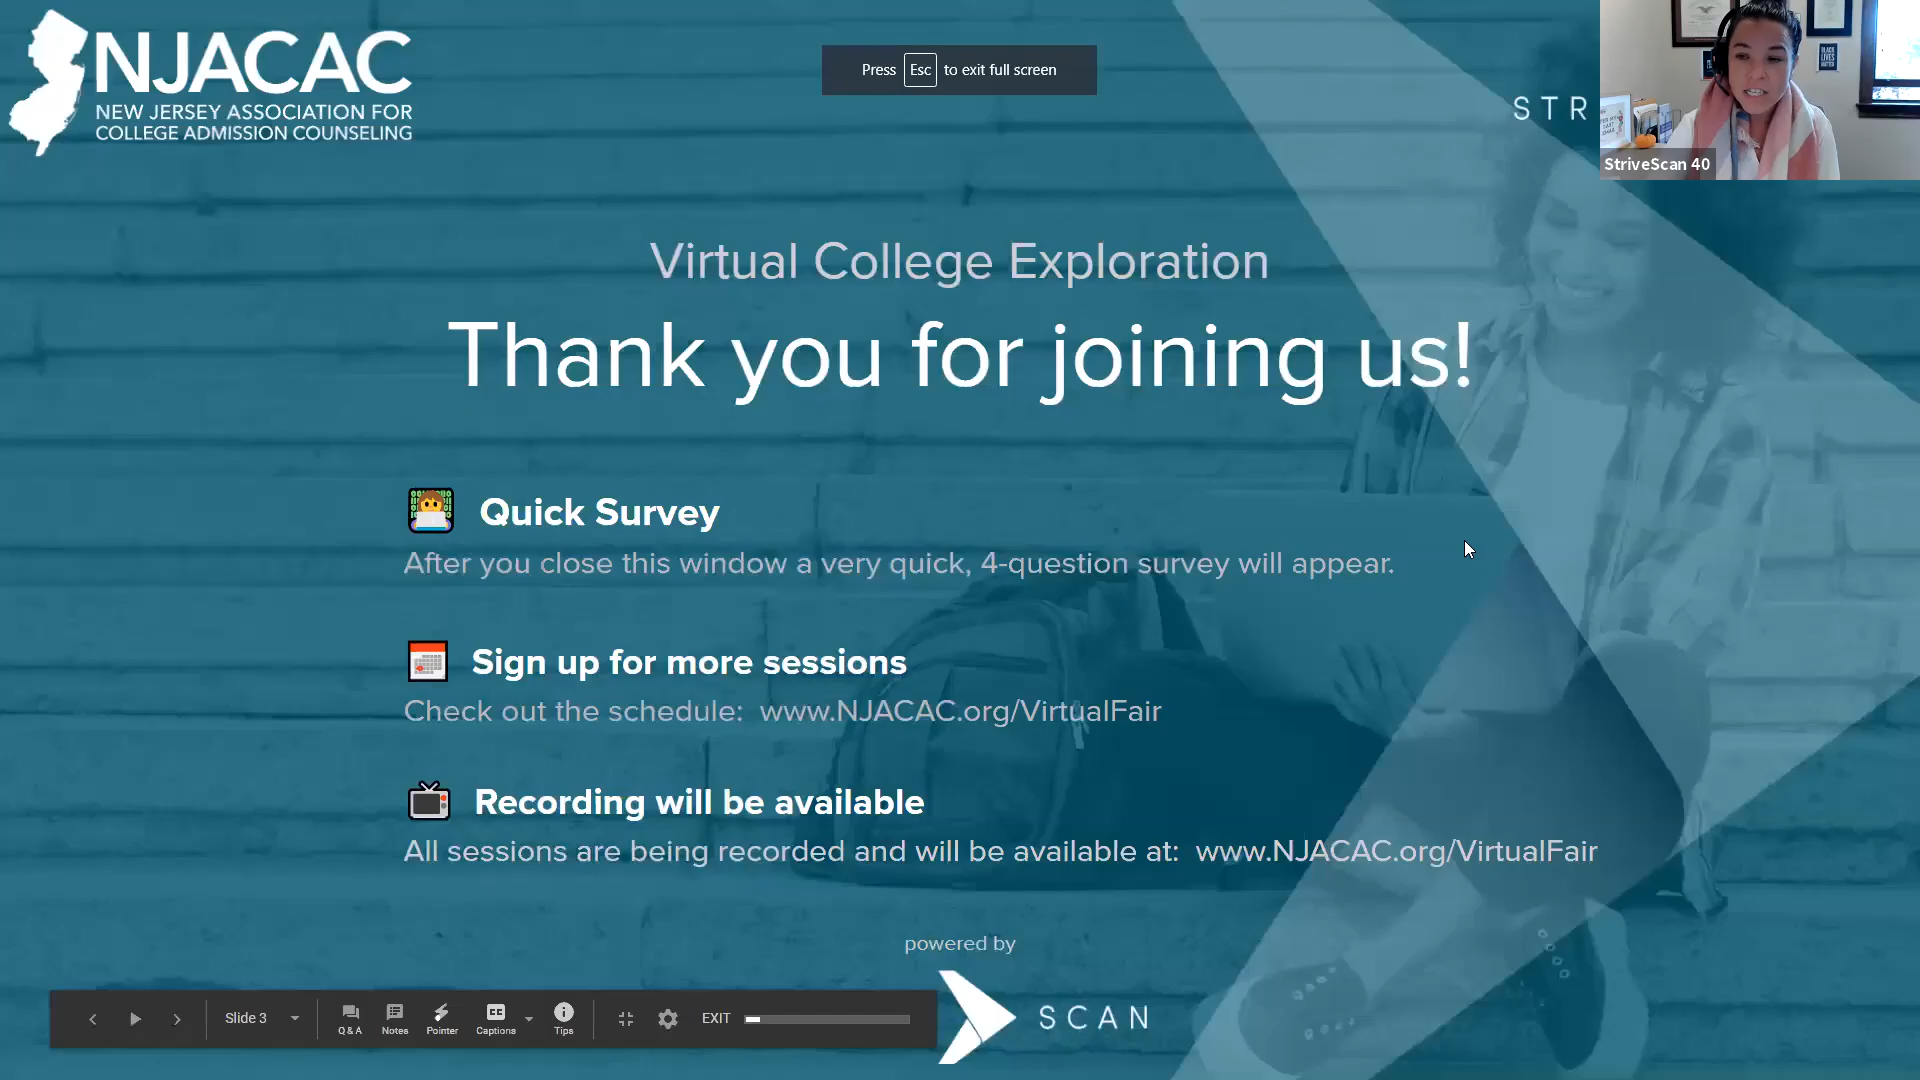 NJACAC
NEW JERSEY ASSOCIATION FOR
COLLEGE ADMISSION COUNSELING
Press Esc to exit full screen
STR
BLACK
LIVES
MATTER
StriveScan 40
Virtual College Exploration
Thank you for joining us!
Quick Survey
After you close this window a very quick, 4-question survey will appear.
Sign up for more sessions
Check out the schedule: www.NJACAC.org/VirtualFair
Recording will be available
All sessions are being recorded and will be available at: www.NJACAC.org/VirtualFair
powered by
SCAN
Slide 3
Q & A
Notes
Pointer
Captions
Tips
EXIT